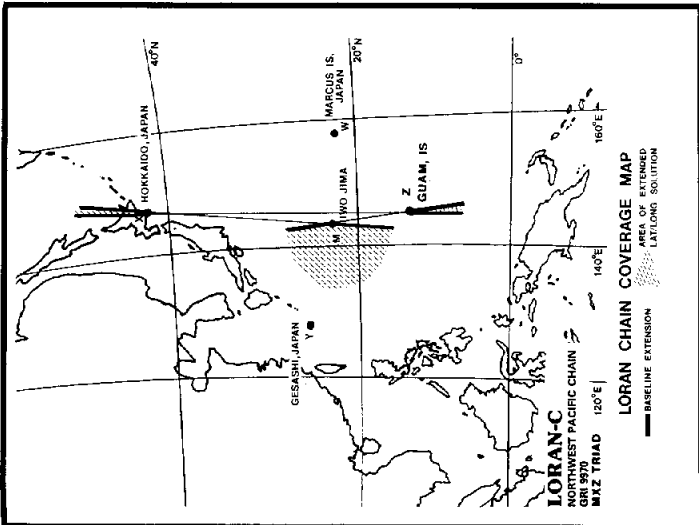 40°N
HOKKAIDO, JAPAN
X
20°N
MARCUS IS,
JAPAN
W
IWO JIMA
M
Z
GUAM, IS
0°
GESASHI, JAPAN
Y
160°E
140°E
120°E
LORAN-C
NORTHWEST PACIFIC CHAIN
GRI 9970
MXZ TRIAD
LORAN CHAIN COVERAGE MAP
BASELINE EXTENSION
AREA OF EXTENDED
LAT/LONG SOLUTION